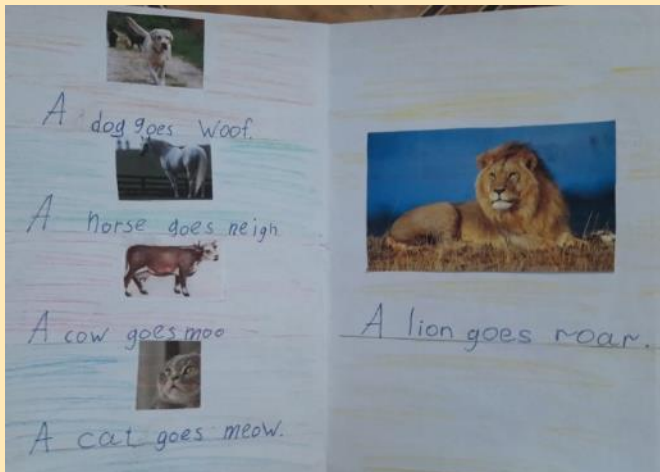 A dog goes woof.
A horse goes neigh.
A cow goes moo
A cat goes meow.
A lion goes roar.